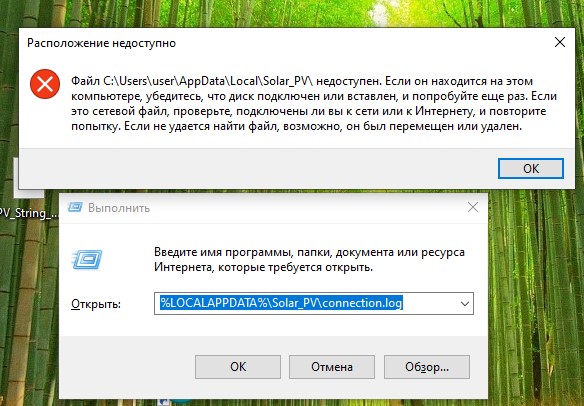 Расположение недоступно
Файл C:\Users\user\AppData\Local\Solar_PV\ недоступен. Если он находится на этом
компьютере, убедитесь, что диск подключен или вставлен, и попробуйте еще раз. Если
это сетевой файл, проверьте, подключены ли вы к сети или к Интернету, и повторите
попытку. Если не удается найти файл, возможно, он был перемещен или удален.
OK
PV_String_...
Выполнить
Введите имя программы, папки, документа или ресурса
Интернета, которые требуется открыть.
Открыть: %LOCALAPPDATA%\Solar_PV\connection.log
OK Отмена Обзор...